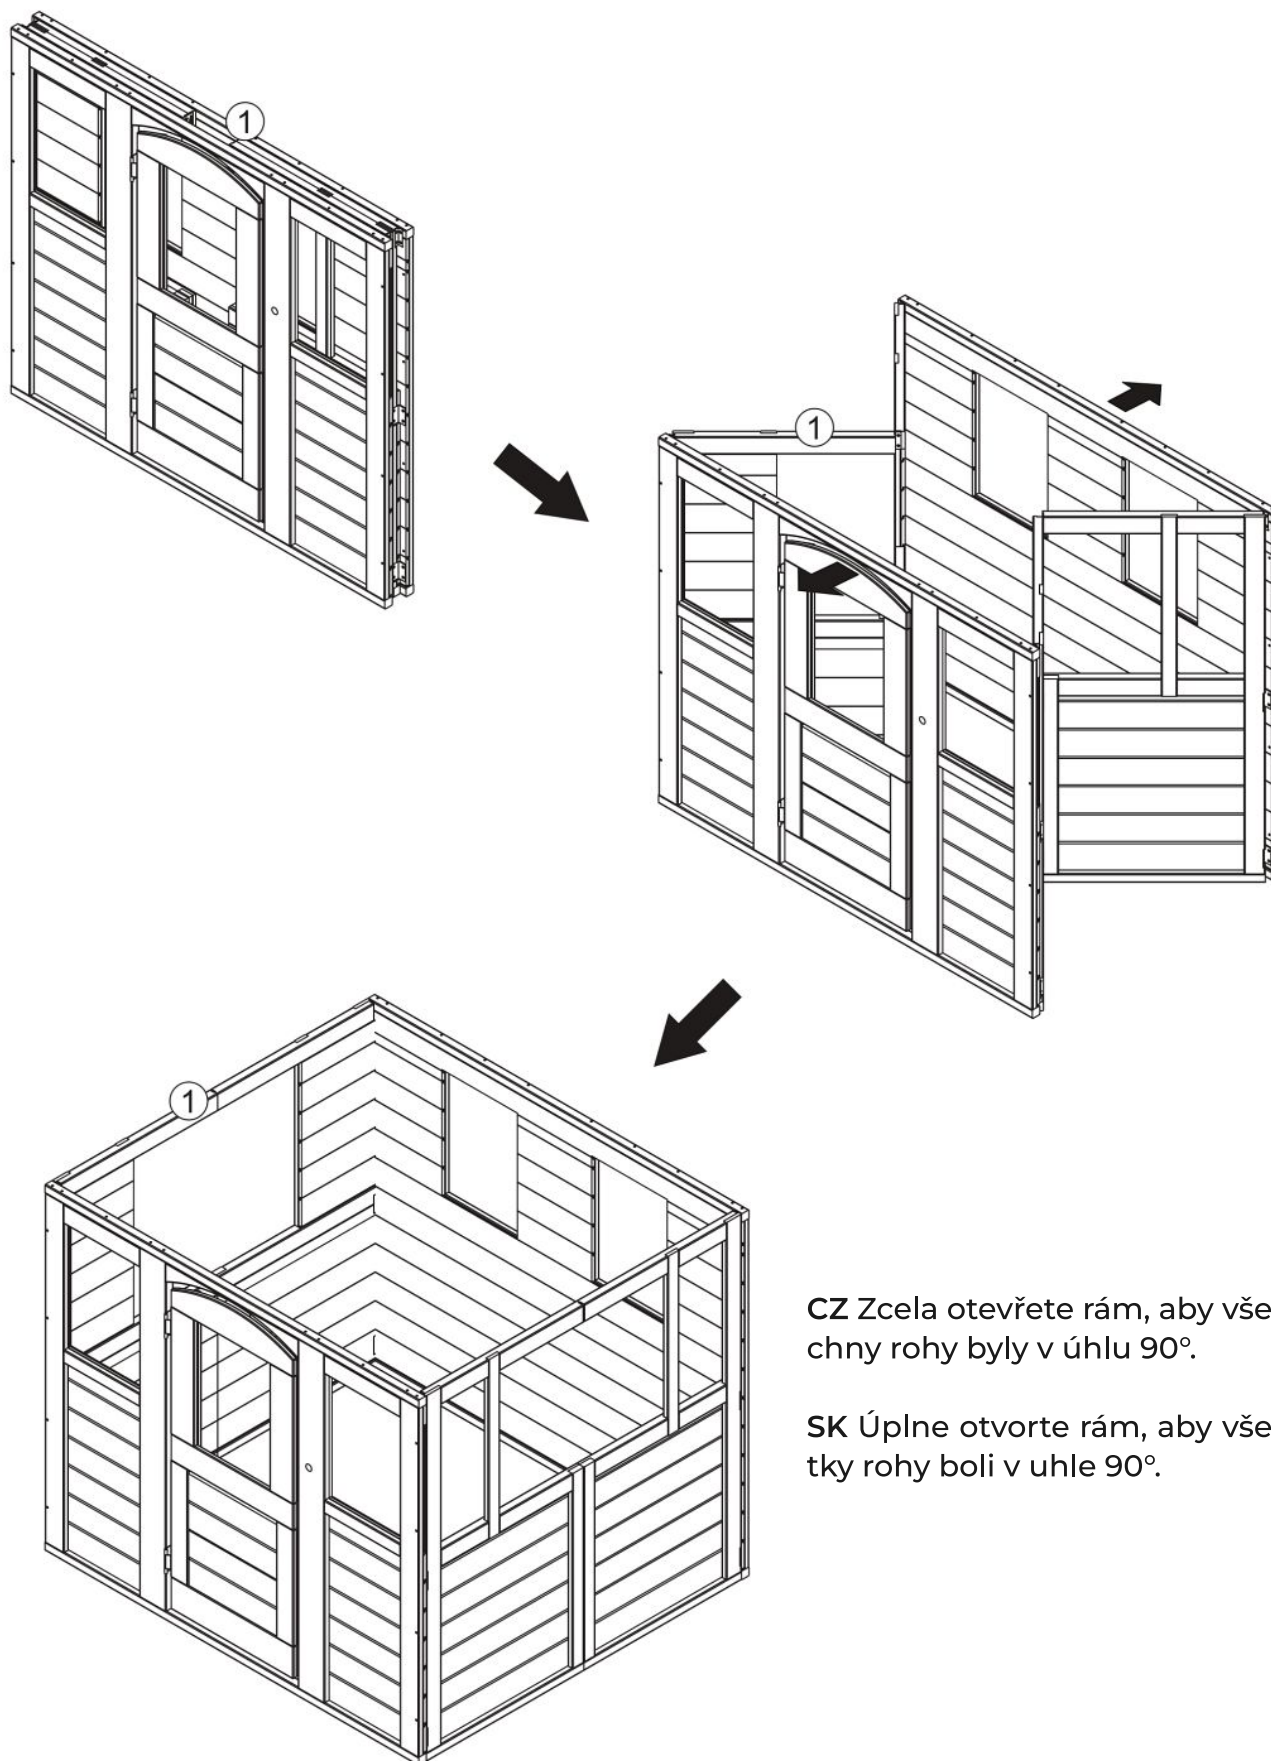 1
1
1
CZ Zcela otevřete rám, aby vše
chny rohy byly v úhlu 90°.
SK Úplne otvorte rám, aby vše
tky rohy boli v uhle 90°.